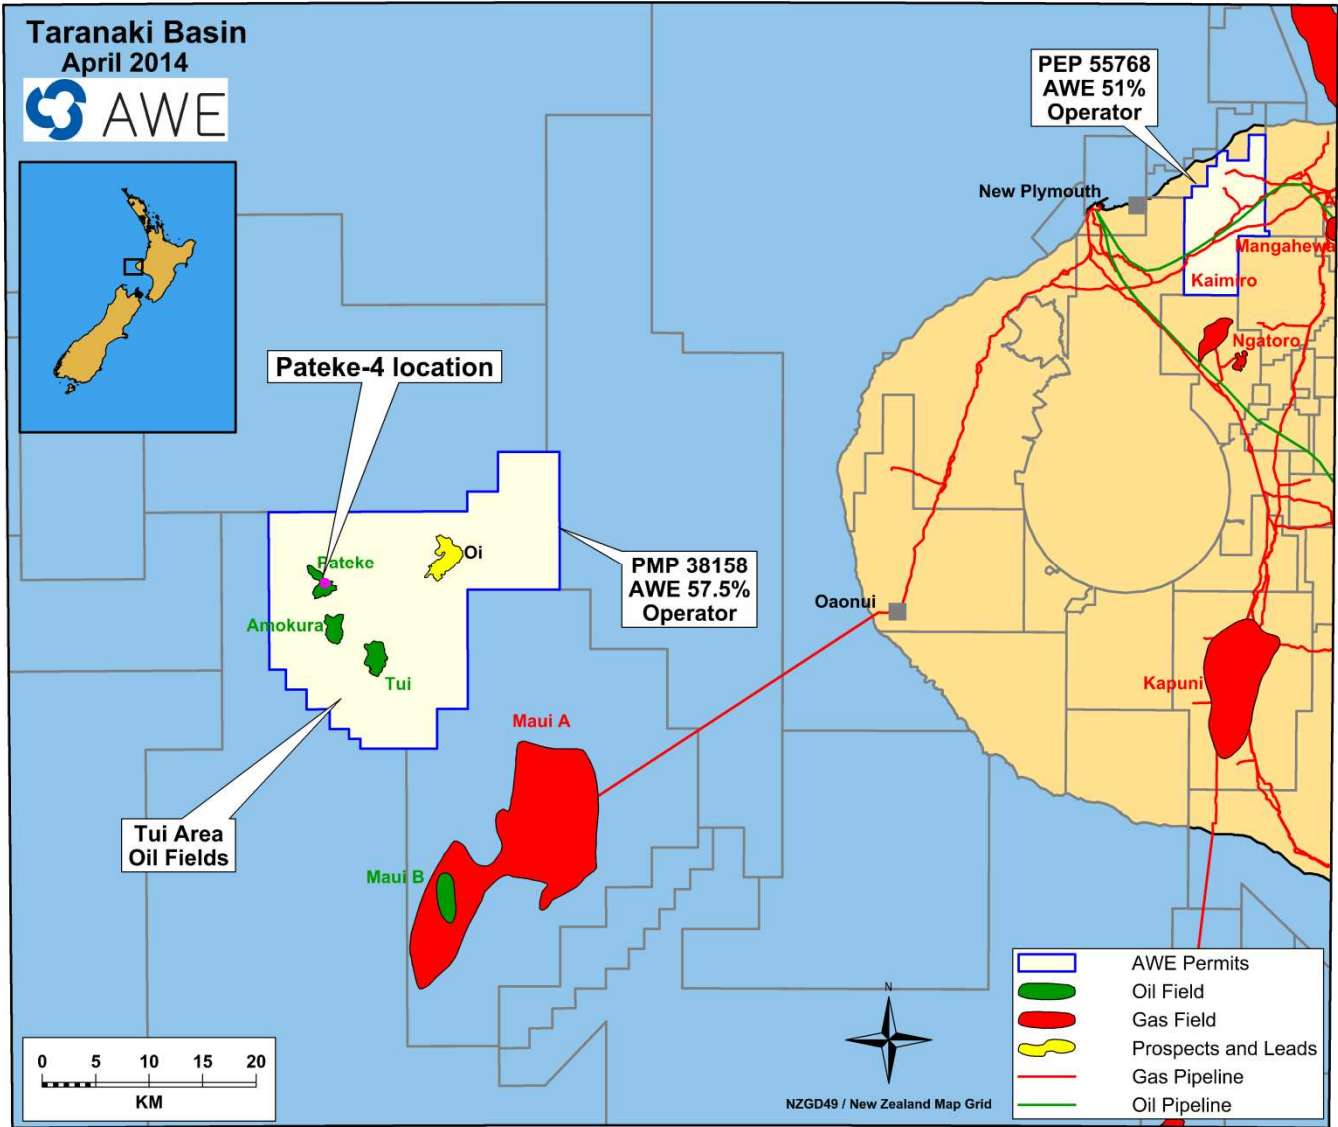 Taranaki Basin
April 2014
AWE
PEP 55768
AWE 51%
Operator
New Plymouth
Mangahewa
Kaimiro
Ngatoro
Pateke-4 location
Pateke
Oi
PMP 38158
AWE 57.5%
Operator
Oaonui
Amokura
Tui
Kapuni
Maui A
Tui Area
Oil Fields
Maui B
AWE Permits
Oil Field
Gas Field
Prospects and Leads
Gas Pipeline
Oil Pipeline
N
0 5 10 15 20
KM
NZGD49 / New Zealand Map Grid